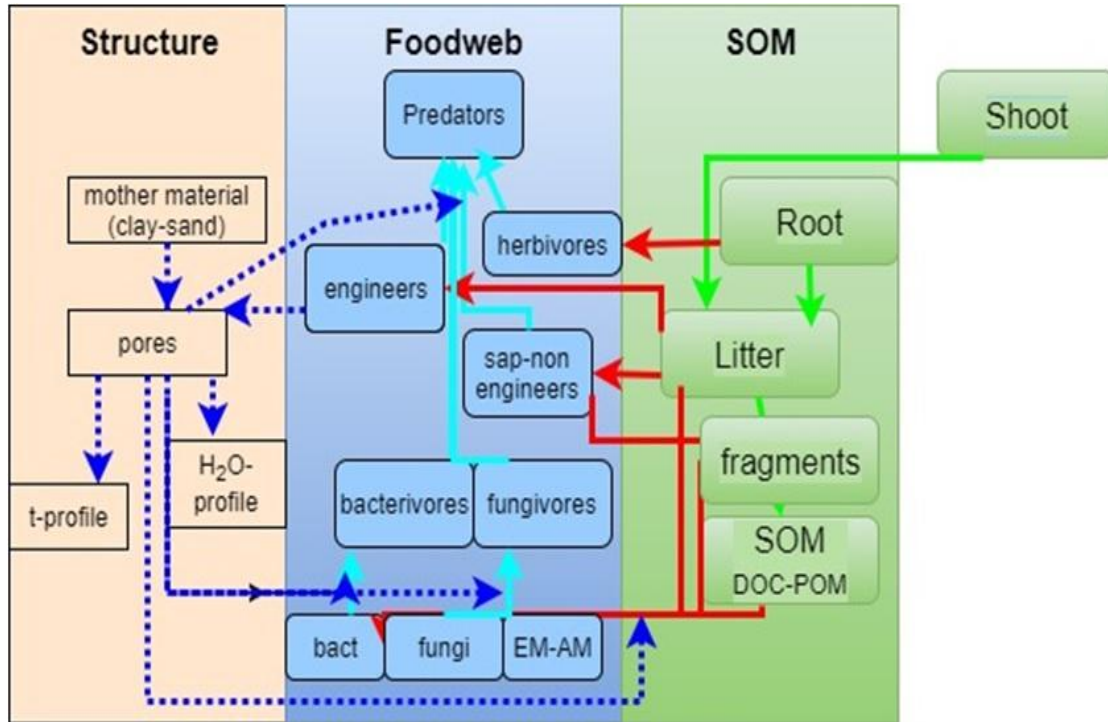 Structure
Foodweb
SOM
Predators
Shoot
mother material
(clay-sand)
Root
herbivores
engineers
pores
Litter
sap-non
engineers
fragments
H₂O-
profile
bacterivores
fungivores
t-profile
SOM
DOC-POM
bact
fungi
EM-AM